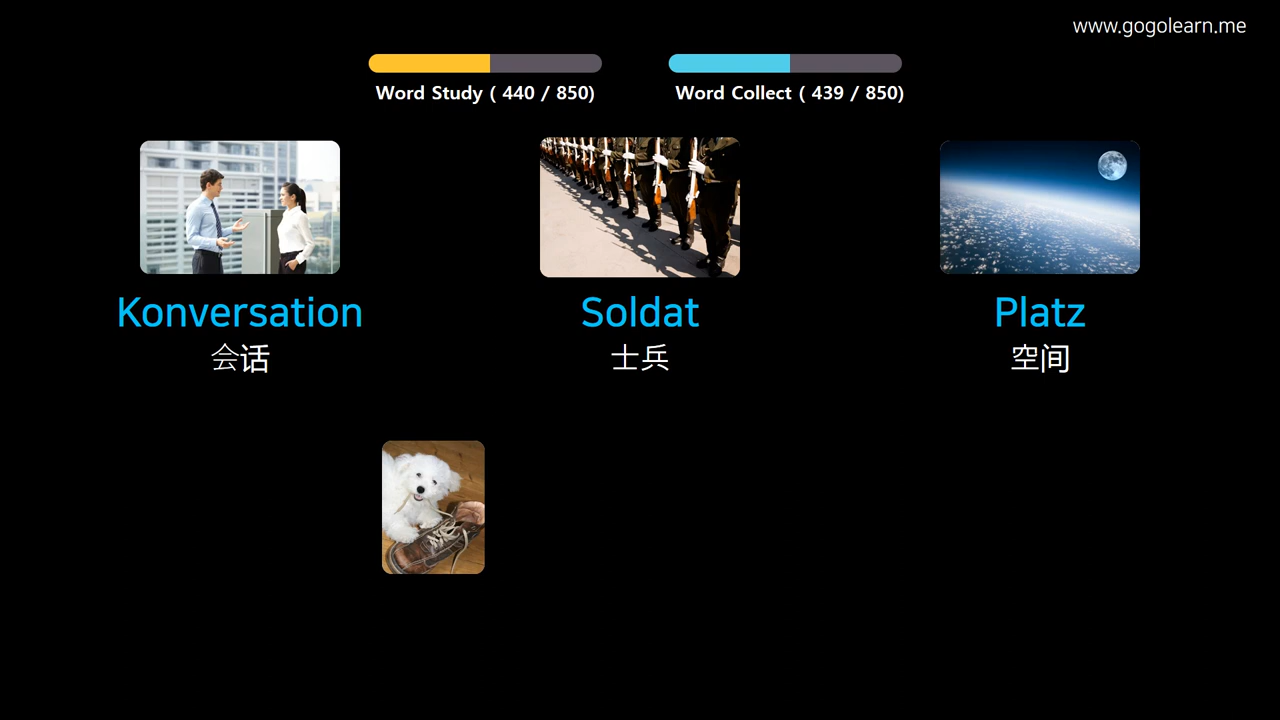 www.gogolearn.me
Word Study ( 440 / 850)
Word Collect ( 439 / 850)
Konversation
会话
Soldat
士兵
Platz
空间